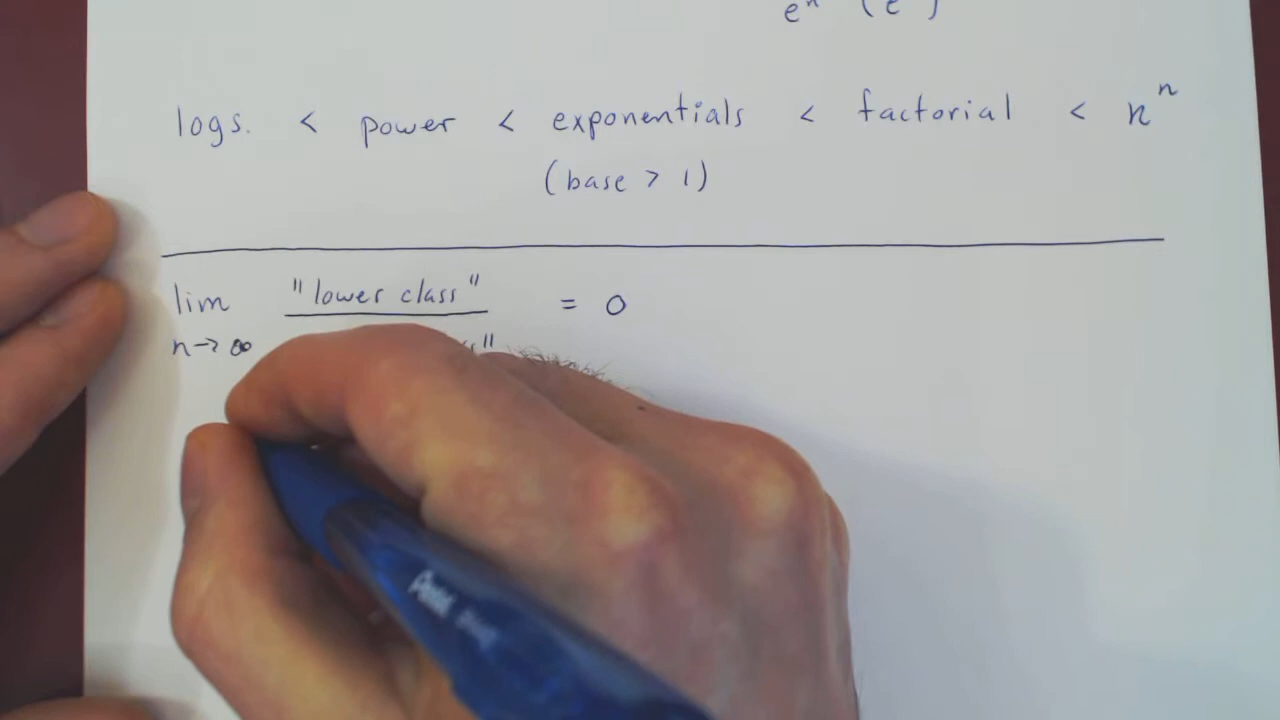 logs. < power < exponentials < factorial < n^n
(base > 1)
lim "lower class" = 0
n→∞